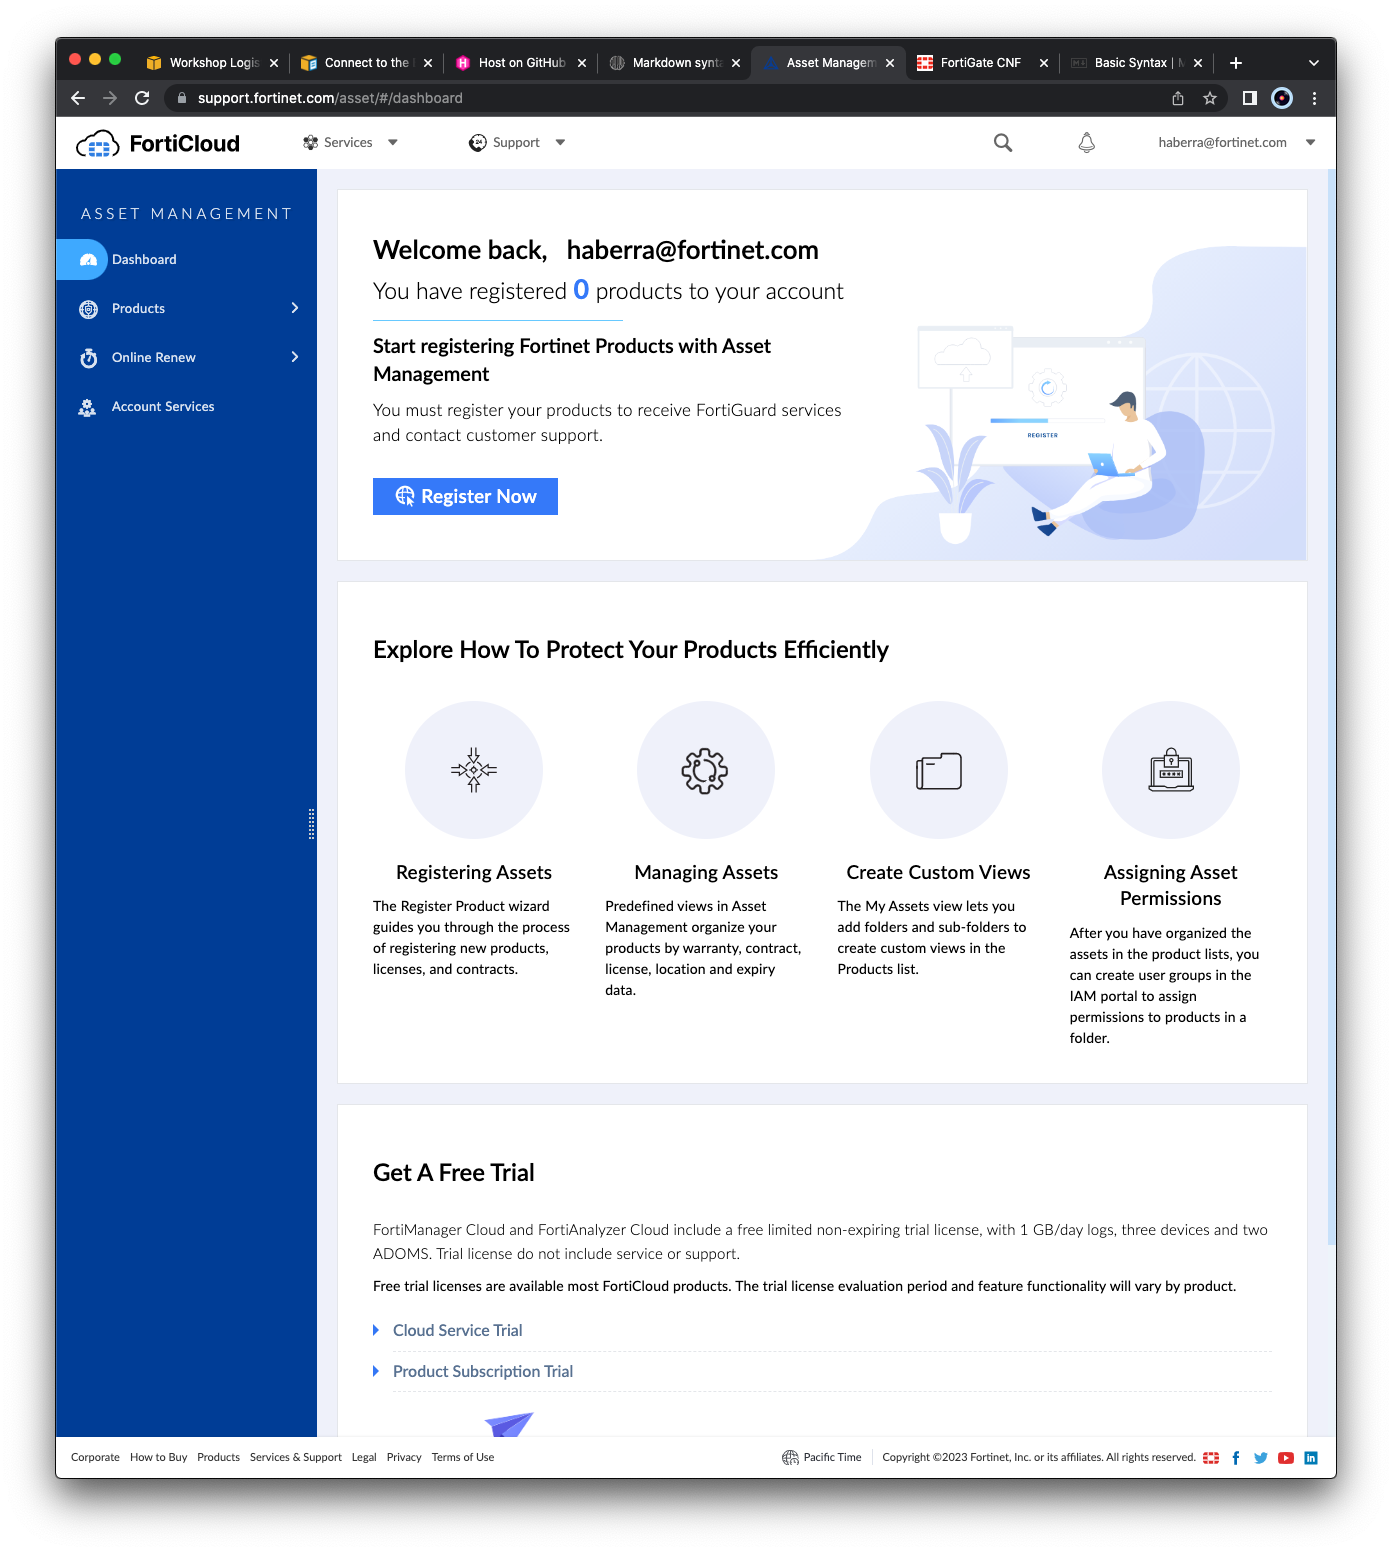 Workshop Logis
Connect to the
Host on GitHub
Markdown synta
Asset Managem
FortiGate CNF
Basic Syntax |
support.fortinet.com/asset/#/dashboard
FortiCloud
Services
Support
haberra@fortinet.com
ASSET MANAGEMENT
Dashboard
Products
Online Renew
Account Services
Welcome back, haberra@fortinet.com
You have registered 0 products to your account
Start registering Fortinet Products with Asset
Management
You must register your products to receive FortiGuard services
and contact customer support.
Register Now
REGISTER
Explore How To Protect Your Products Efficiently
Registering Assets
The Register Product wizard
guides you through the process
of registering new products,
licenses, and contracts.
Managing Assets
Predefined views in Asset
Management organize your
products by warranty, contract,
license, location and expiry
data.
Create Custom Views
The My Assets view lets you
add folders and sub-folders to
create custom views in the
Products list.
Assigning Asset
Permissions
After you have organized the
assets in the product lists, you
can create user groups in the
IAM portal to assign
permissions to products in a
folder.
Get A Free Trial
FortiManager Cloud and FortiAnalyzer Cloud include a free limited non-expiring trial license, with 1 GB/day logs, three devices and two
ADOMS. Trial license do not include service or support.
Free trial licenses are available most FortiCloud products. The trial license evaluation period and feature functionality will vary by product.
Cloud Service Trial
Product Subscription Trial
Corporate How to Buy Products Services & Support Legal Privacy Terms of Use
Pacific Time
Copyright ©2023 Fortinet, Inc. or its affiliates. All rights reserved.